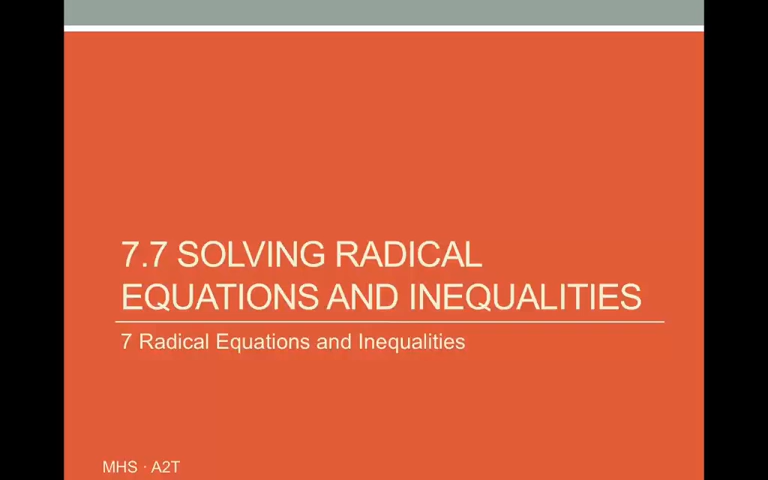 7.7 SOLVING RADICAL
EQUATIONS AND INEQUALITIES
7 Radical Equations and Inequalities
MHS · A2T